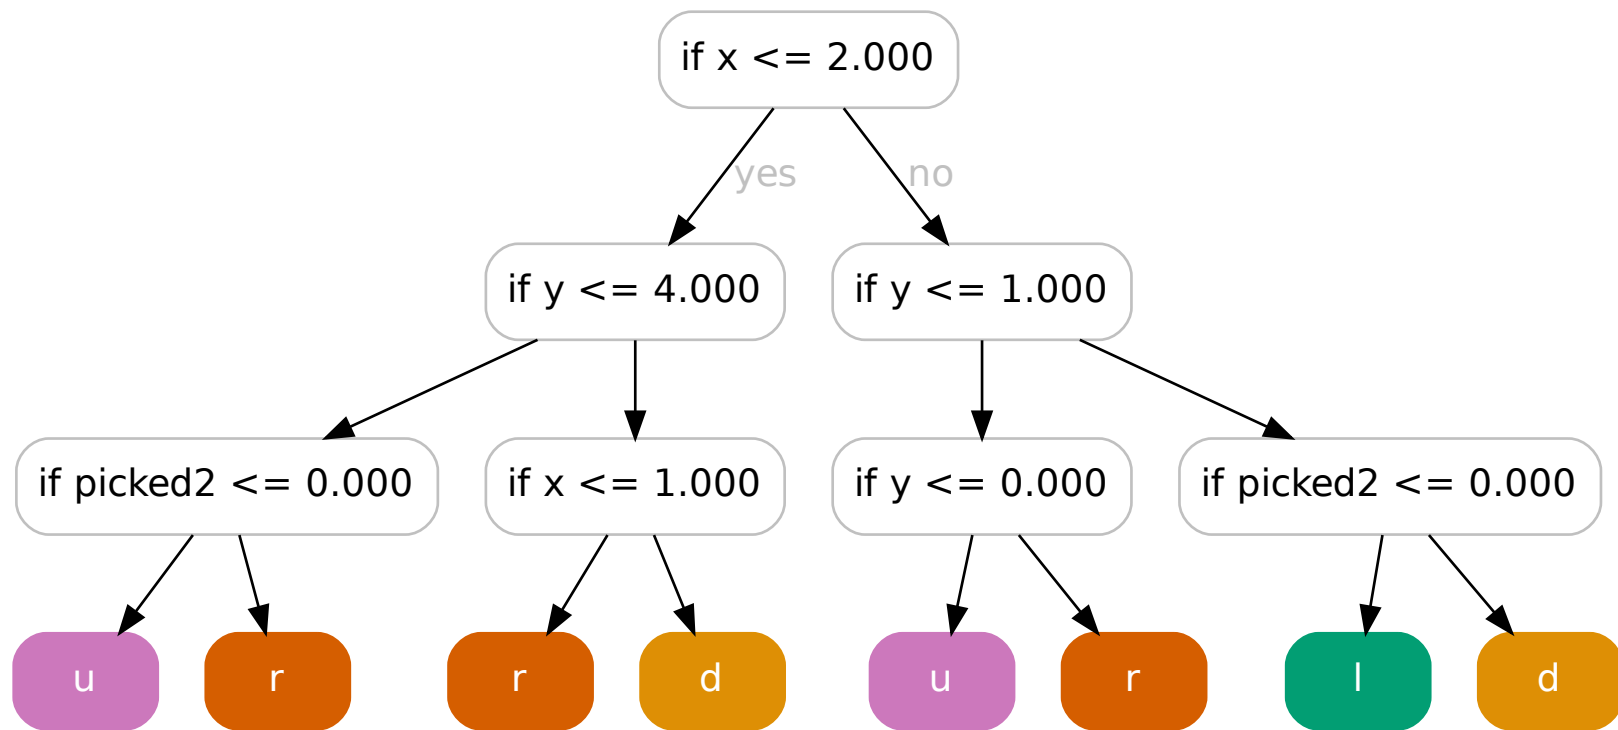 if x <= 2.000
yes
no
if y <= 4.000
if y <= 1.000
if picked2 <= 0.000
if x <= 1.000
if y <= 0.000
if picked2 <= 0.000
u
r
r
d
u
r
l
d